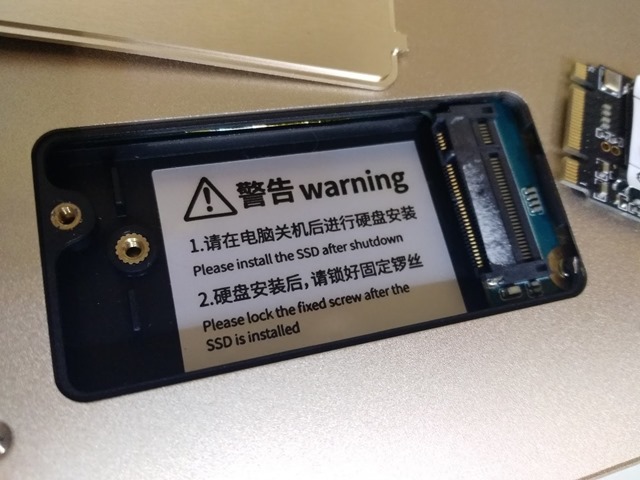 警告 warning
1.请在电脑关机后进行硬盘安装
Please install the SSD after shutdown
2.硬盘安装后,请锁好固定锣丝
Please lock the fixed screw after the
SSD is installed